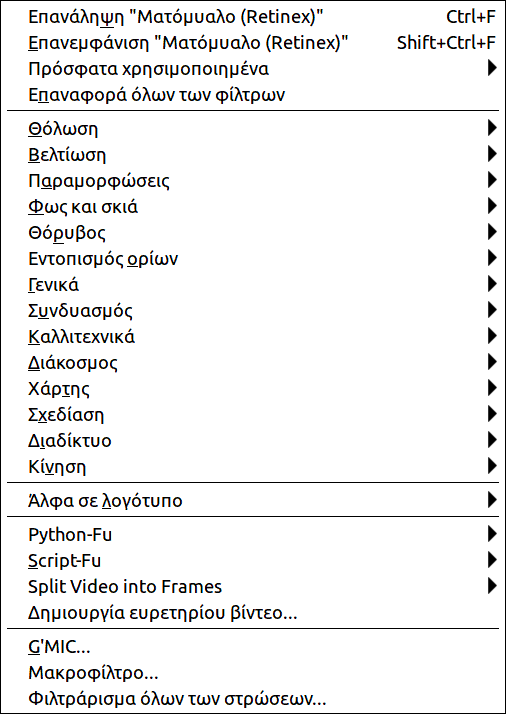 Επανάληψη "Ματόμυαλο (Retinex)" Ctrl+F
Επανεμφάνιση "Ματόμυαλο (Retinex)" Shift+Ctrl+F
Πρόσφατα χρησιμοποιημένα
Επαναφορά όλων των φίλτρων
Θόλωση
Βελτίωση
Παραμορφώσεις
Φως και σκιά
Θόρυβος
Εντοπισμός ορίων
Γενικά
Συνδυασμός
Καλλιτεχνικά
Διάκοσμος
Χάρτης
Σχεδίαση
Διαδίκτυο
Κίνηση
Άλφα σε λογότυπο
Python-Fu
Script-Fu
Split Video into Frames
Δημιουργία ευρετηρίου βίντεο...
G'MIC...
Μακροφίλτρο...
Φιλτράρισμα όλων των στρώσεων...